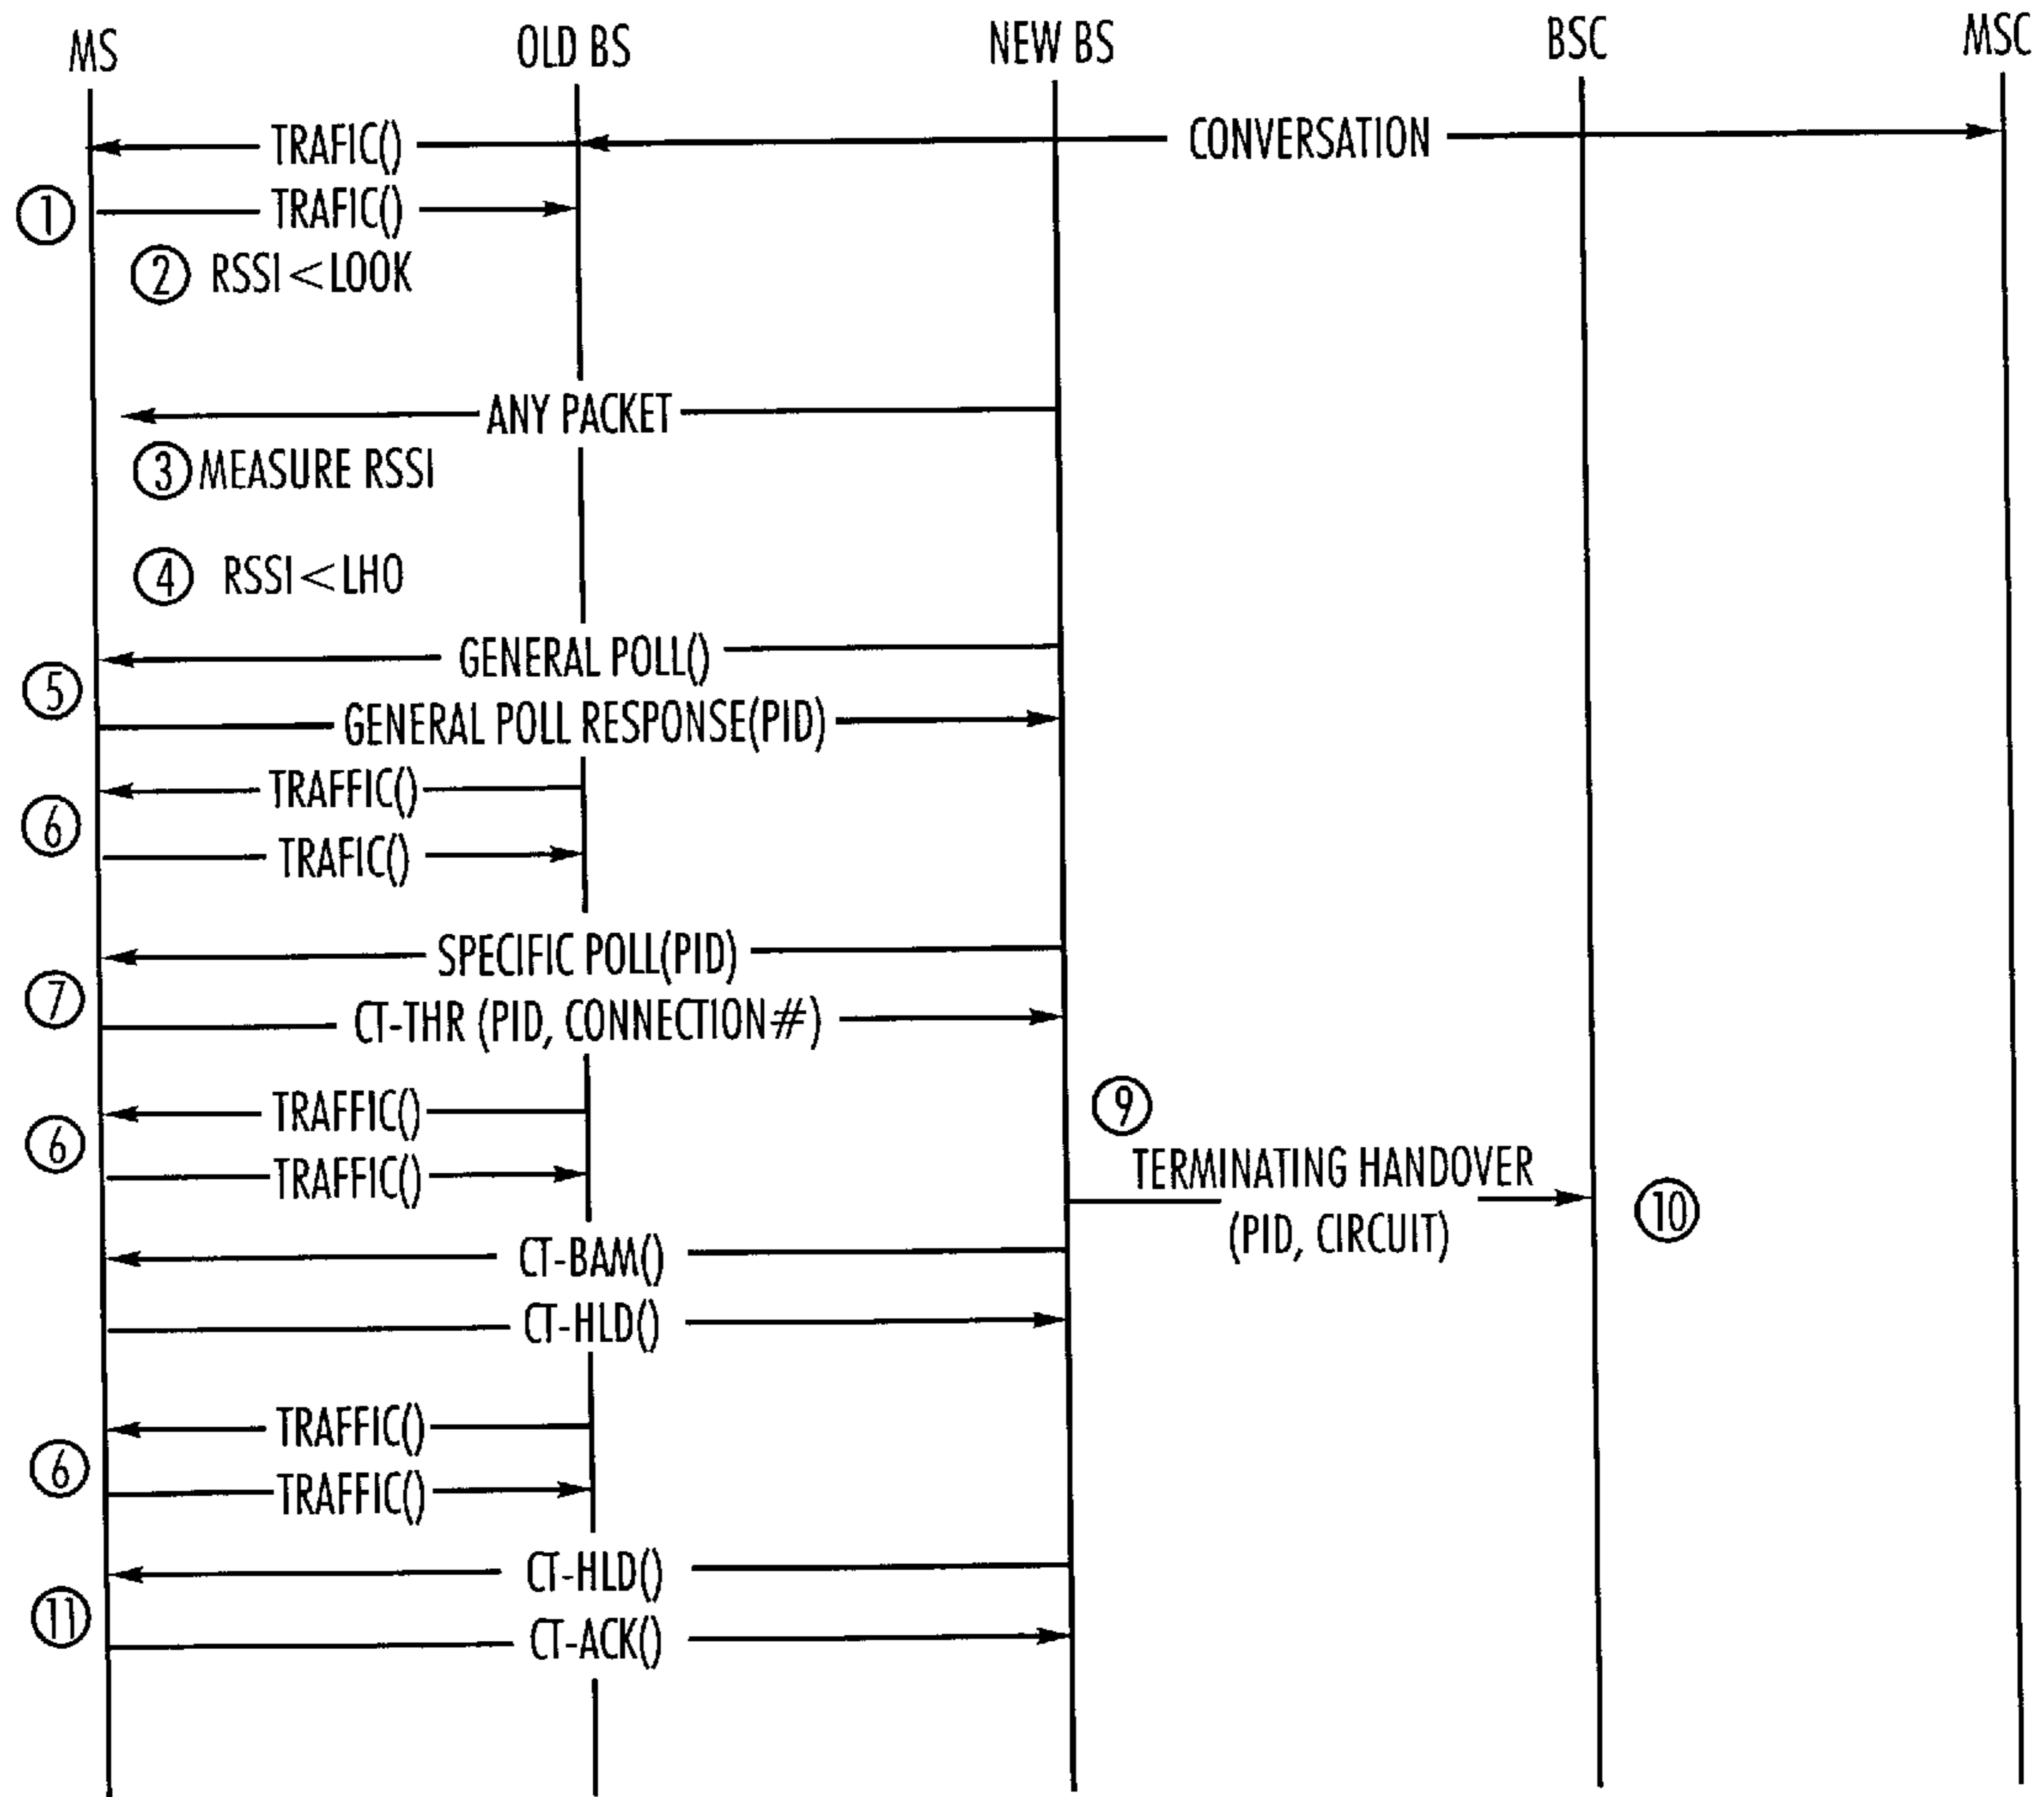 MS OLD BS NEW BS BSC MSC
TRAFIC() CONVERSATION
1 TRAFIC()
2 RSSI<LOOK
ANY PACKET
3 MEASURE RSSI
4 RSSI<LHO
GENERAL POLL()
5
GENERAL POLL RESPONSE(PID)
TRAFFIC()
6
TRAFIC()
SPECIFIC POLL(PID)
7
CT-THR (PID, CONNECTION#)
TRAFFIC() 9
6
TRAFFIC() TERMINATING HANDOVER
10
(PID, CIRCUIT)
CT-BAM()
CT-HLD()
TRAFFIC()
6
TRAFFIC()
CT-HLD()
11
CT-ACK()